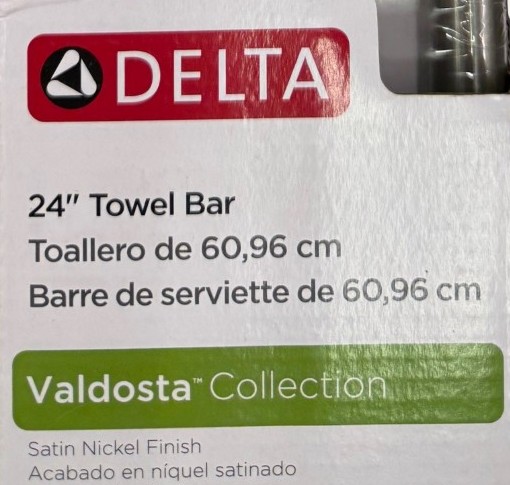 DELTA
24" Towel Bar
Toallero de 60,96 cm
Barre de serviette de 60,96 cm
Valdosta™ Collection
Satin Nickel Finish
Acabado en níquel satinado